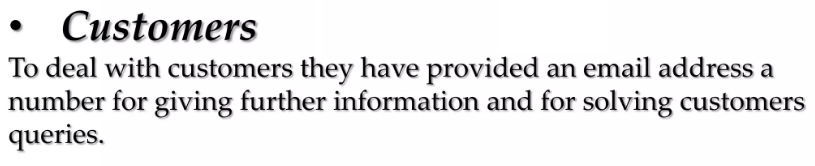 • Customers
To deal with customers they have provided an email address a
number for giving further information and for solving customers
queries.